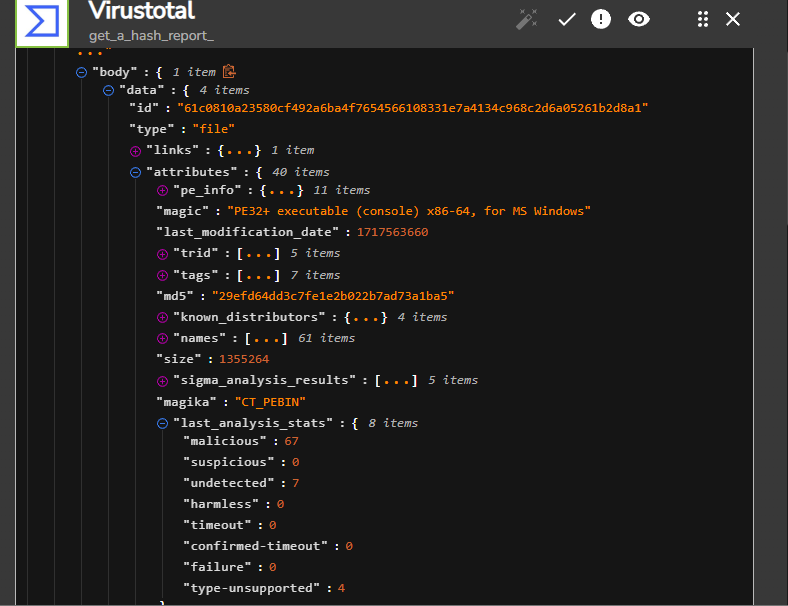 Virustotal
get_a_hash_report_
..."
"body" : { 1 item
"data" : { 4 items
"id" : "61c0810a23580cf492a6ba4f7654566108331e7a4134c968c2d6a05261b2d8a1"
"type" : "file"
"links" : {...} 1 item
"attributes" : { 40 items
"pe_info" : {...} 11 items
"magic" : "PE32+ executable (console) x86-64, for MS Windows"
"last_modification_date" : 1717563660
"trid" : [...] 5 items
"tags" : [...] 7 items
"md5" : "29efd64dd3c7fe1e2b022b7ad73a1ba5"
"known_distributors" : {...} 4 items
"names" : [...] 61 items
"size" : 1355264
"sigma_analysis_results" : [...] 5 items
"magika" : "CT_PEBIN"
"last_analysis_stats" : { 8 items
"malicious" : 67
"suspicious" : 0
"undetected" : 7
"harmless" : 0
"timeout" : 0
"confirmed-timeout" : 0
"failure" : 0
"type-unsupported" : 4
}